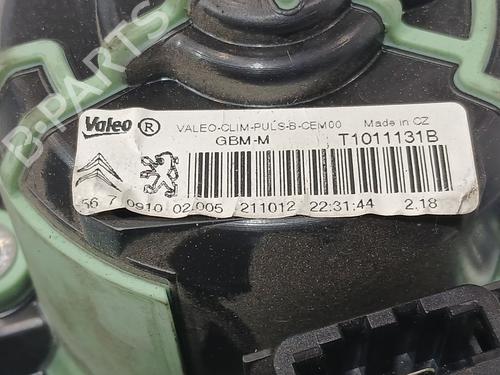 Valeo ® VALEO-CLIM-PULS-B-CEM00 Made in CZ
GBM-M T1011131B
66 7 0910 02 005 211012 22:31:44 2.18
B-PARTS